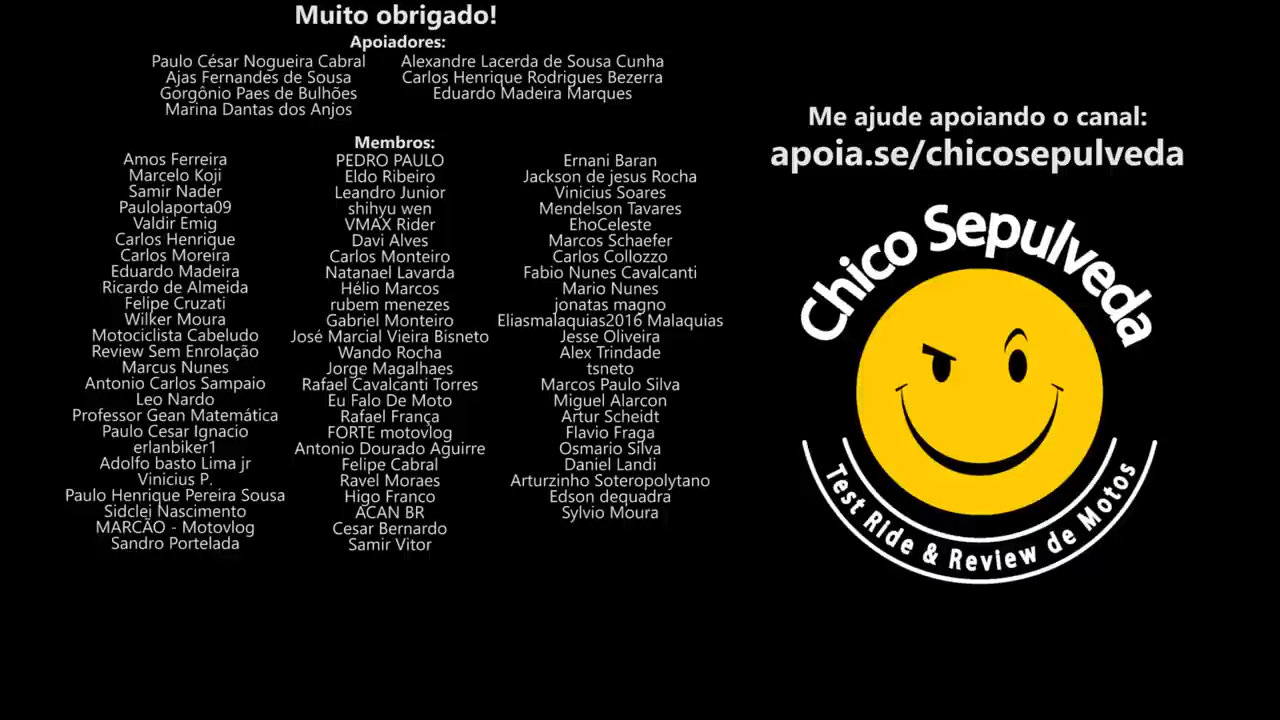 Muito obrigado!
Apoiadores:
Paulo César Nogueira Cabral
Ajas Fernandes de Sousa
Gorgônio Paes de Bulhões
Marina Dantas dos Anjos
Alexandre Lacerda de Sousa Cunha
Carlos Henrique Rodrigues Bezerra
Eduardo Madeira Marques
Membros:
Amos Ferreira
Marcelo Koji
Samir Nader
Paulolaporta09
Valdir Emig
Carlos Henrique
Carlos Moreira
Eduardo Madeira
Ricardo de Almeida
Felipe Cruzati
Wilker Moura
Motociclista Cabeludo
Review Sem Enrolação
Marcus Nunes
Antonio Carlos Sampaio
Leo Nardo
Professor Gean Matemática
Paulo Cesar Ignacio
erlanbiker1
Adolfo basto Lima jr
Vinicius P.
Paulo Henrique Pereira Sousa
Sidclei Nascimento
MARCÃO - Motovlog
Sandro Portelada
PEDRO PAULO
Eldo Ribeiro
Leandro Junior
shihyu wen
VMAX Rider
Davi Alves
Carlos Monteiro
Natanael Lavarda
Hélio Marcos
rubem menezes
Gabriel Monteiro
José Marcial Vieira Bisneto
Wando Rocha
Jorge Magalhaes
Rafael Cavalcanti Torres
Eu Falo De Moto
Rafael França
FORTE motovlog
Antonio Dourado Aguirre
Felipe Cabral
Ravel Moraes
Higo Franco
ACAN BR
Cesar Bernardo
Samir Vitor
Ernani Baran
Jackson de jesus Rocha
Vinicius Soares
Mendelson Tavares
EhoCeleste
Marcos Schaefer
Carlos Collozzo
Fabio Nunes Cavalcanti
Mario Nunes
jonatas magno
Eliasmalaquias2016 Malaquias
Jesse Oliveira
Alex Trindade
tsneto
Marcos Paulo Silva
Miguel Alarcon
Artur Scheidt
Flavio Fraga
Osmario Silva
Daniel Landi
Arturzinho Soteropolytano
Edson dequadra
Sylvio Moura
Me ajude apoiando o canal:
apoia.se/chicosepulveda
Chico Sepulveda
Test Ride & Review de Motos